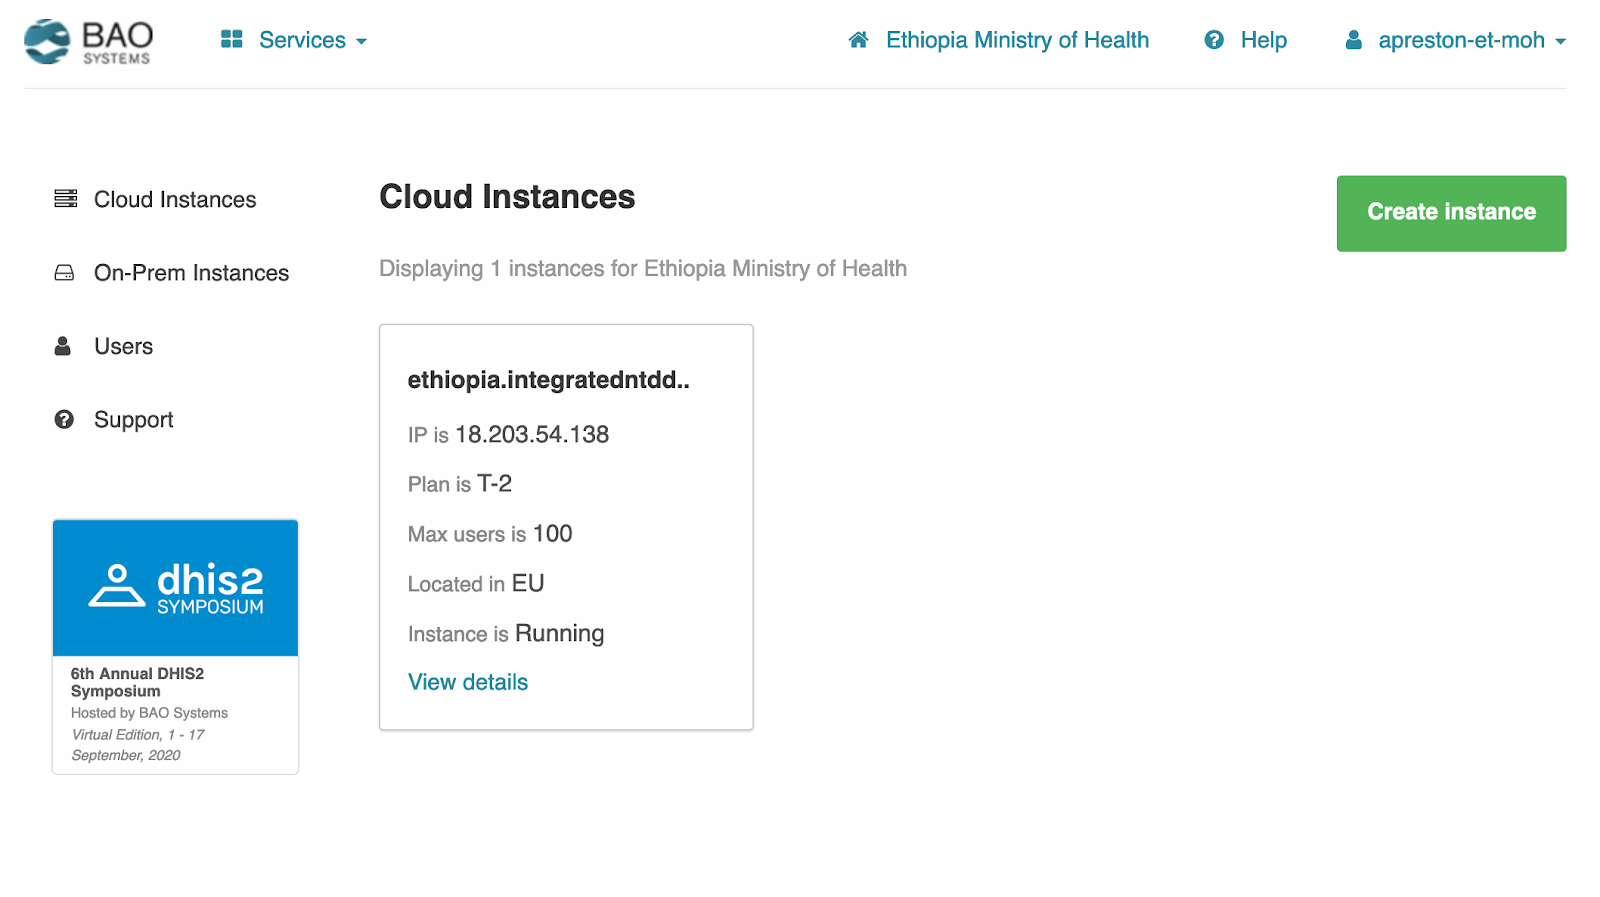 BAO
SYSTEMS
Services
Ethiopia Ministry of Health
Help
apreston-et-moh
Cloud Instances
On-Prem Instances
Users
Support
dhis2
SYMPOSIUM
6th Annual DHIS2
Symposium
Hosted by BAO Systems
Virtual Edition, 1 - 17
September, 2020
Cloud Instances
Create instance
Displaying 1 instances for Ethiopia Ministry of Health
ethiopia.integratedntdd..
IP is 18.203.54.138
Plan is T-2
Max users is 100
Located in EU
Instance is Running
View details